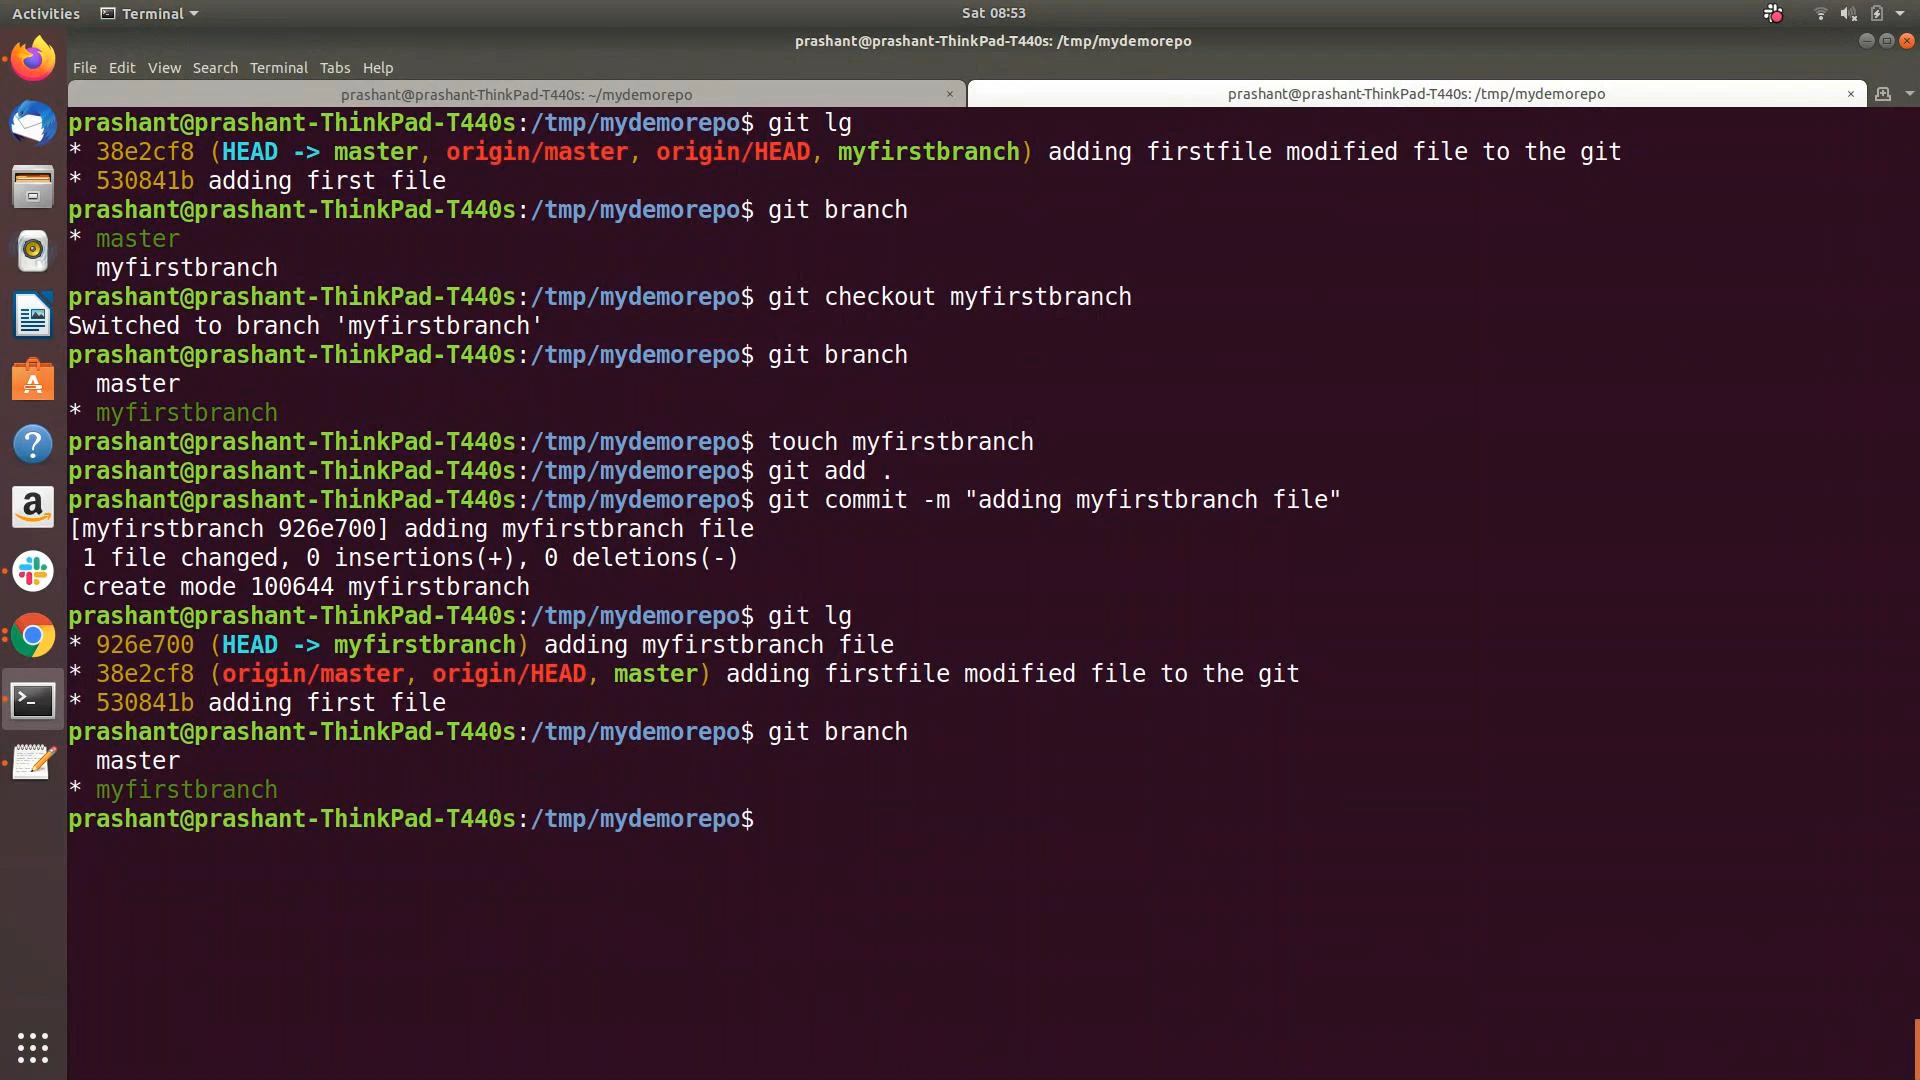 Activities Terminal Sat 08:53
prashant@prashant-ThinkPad-T440s: /tmp/mydemorepo
File Edit View Search Terminal Tabs Help
prashant@prashant-ThinkPad-T440s: ~/mydemorepo × prashant@prashant-ThinkPad-T440s: /tmp/mydemorepo ×
prashant@prashant-ThinkPad-T440s:/tmp/mydemorepo$ git lg
* 38e2cf8 (HEAD -> master, origin/master, origin/HEAD, myfirstbranch) adding firstfile modified file to the git
* 530841b adding first file
prashant@prashant-ThinkPad-T440s:/tmp/mydemorepo$ git branch
* master
  myfirstbranch
prashant@prashant-ThinkPad-T440s:/tmp/mydemorepo$ git checkout myfirstbranch
Switched to branch 'myfirstbranch'
prashant@prashant-ThinkPad-T440s:/tmp/mydemorepo$ git branch
  master
* myfirstbranch
prashant@prashant-ThinkPad-T440s:/tmp/mydemorepo$ touch myfirstbranch
prashant@prashant-ThinkPad-T440s:/tmp/mydemorepo$ git add .
prashant@prashant-ThinkPad-T440s:/tmp/mydemorepo$ git commit -m "adding myfirstbranch file"
[myfirstbranch 926e700] adding myfirstbranch file
 1 file changed, 0 insertions(+), 0 deletions(-)
 create mode 100644 myfirstbranch
prashant@prashant-ThinkPad-T440s:/tmp/mydemorepo$ git lg
* 926e700 (HEAD -> myfirstbranch) adding myfirstbranch file
* 38e2cf8 (origin/master, origin/HEAD, master) adding firstfile modified file to the git
* 530841b adding first file
prashant@prashant-ThinkPad-T440s:/tmp/mydemorepo$ git branch
  master
* myfirstbranch
prashant@prashant-ThinkPad-T440s:/tmp/mydemorepo$